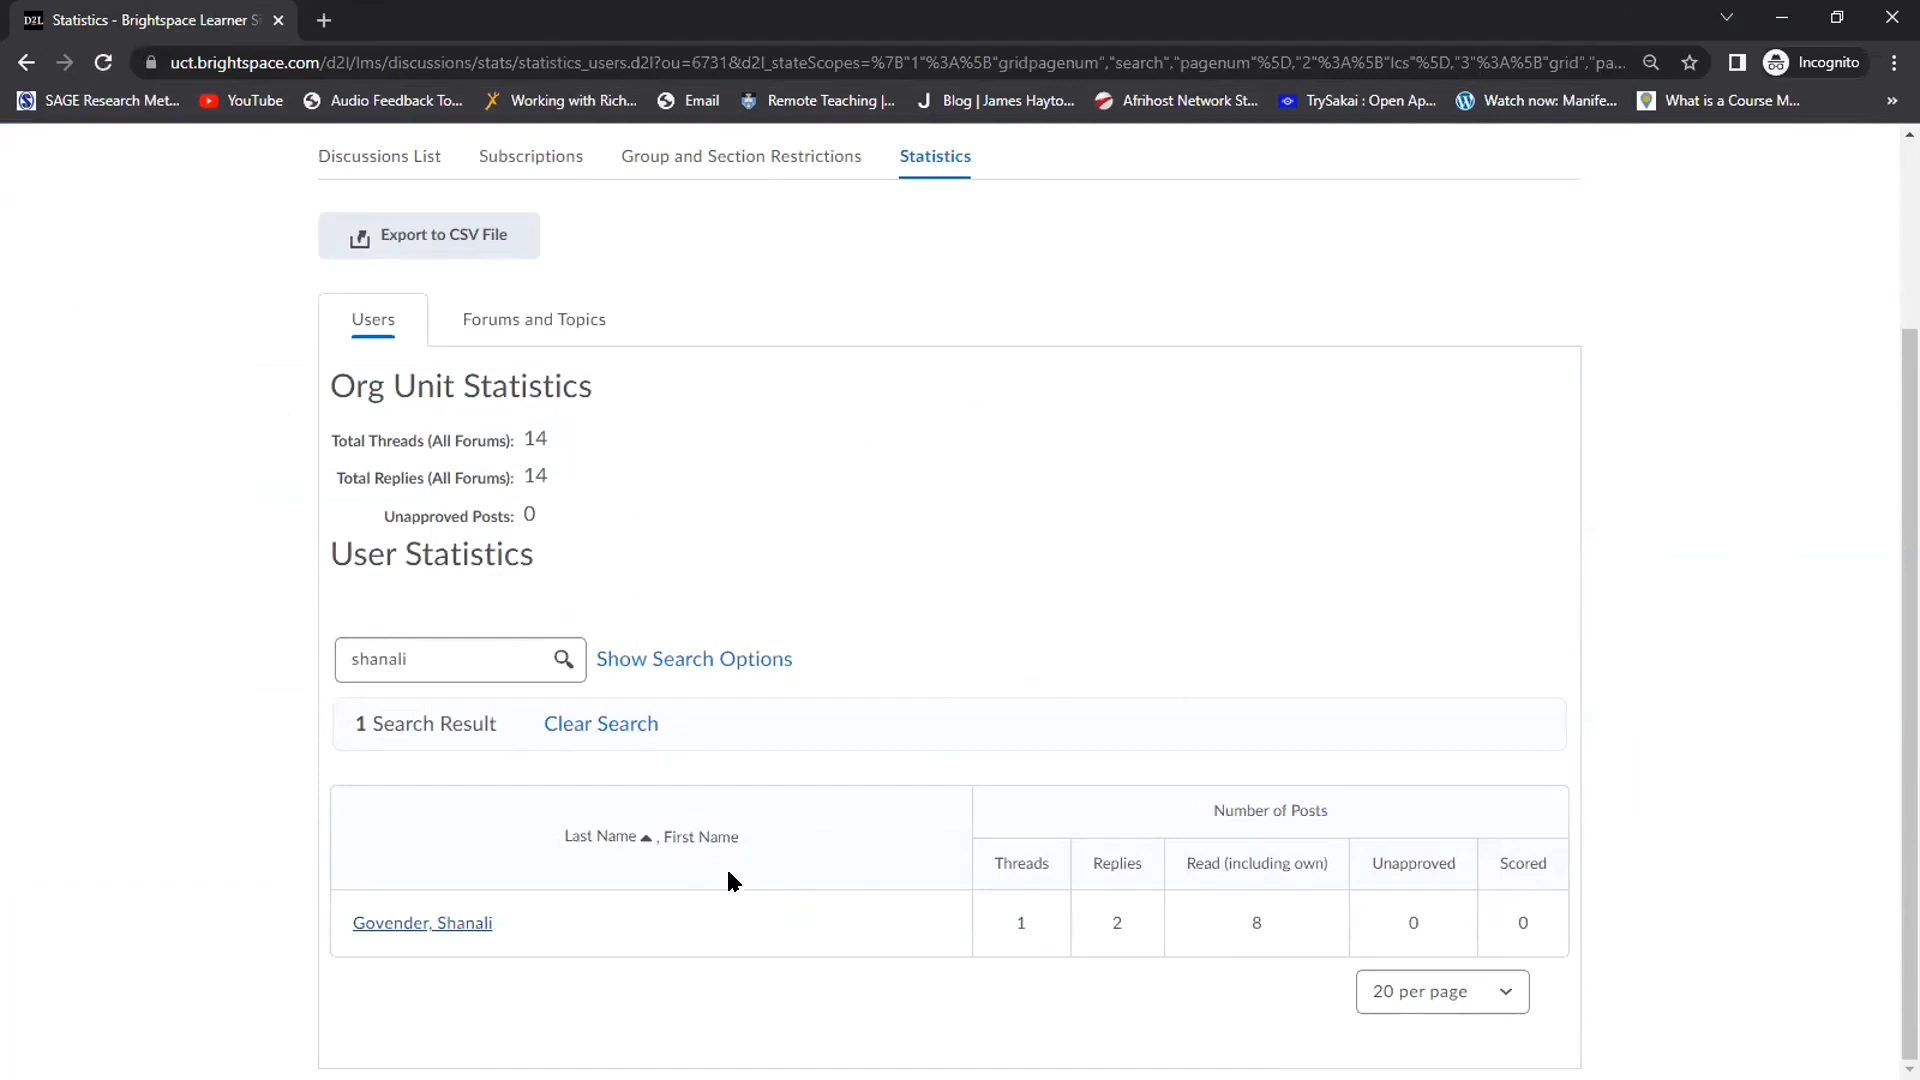 D2L Statistics - Brightspace Learner S
uct.brightspace.com/d2l/lms/discussions/stats/statistics_users.d2l?ou=6731&d2l_stateScopes=%7B"1"%3A%5B"gridpagenum","search","pagenum"%5D,"2"%3A%5B"lcs"%5D,"3"%3A%5B"grid","pa...
Incognito
SAGE Research Met... YouTube Audio Feedback To... Working with Rich... Email Remote Teaching |... Blog | James Hayto... Afrihost Network St... TrySakai : Open Ap... Watch now: Manife... What is a Course M... »
Discussions List Subscriptions Group and Section Restrictions Statistics
Export to CSV File
Users Forums and Topics
Org Unit Statistics
Total Threads (All Forums): 14
Total Replies (All Forums): 14
Unapproved Posts: 0
User Statistics
shanali Show Search Options
1 Search Result Clear Search
Number of Posts
Last Name ▲ , First Name
Threads Replies Read (including own) Unapproved Scored
Govender, Shanali 1 2 8 0 0
20 per page